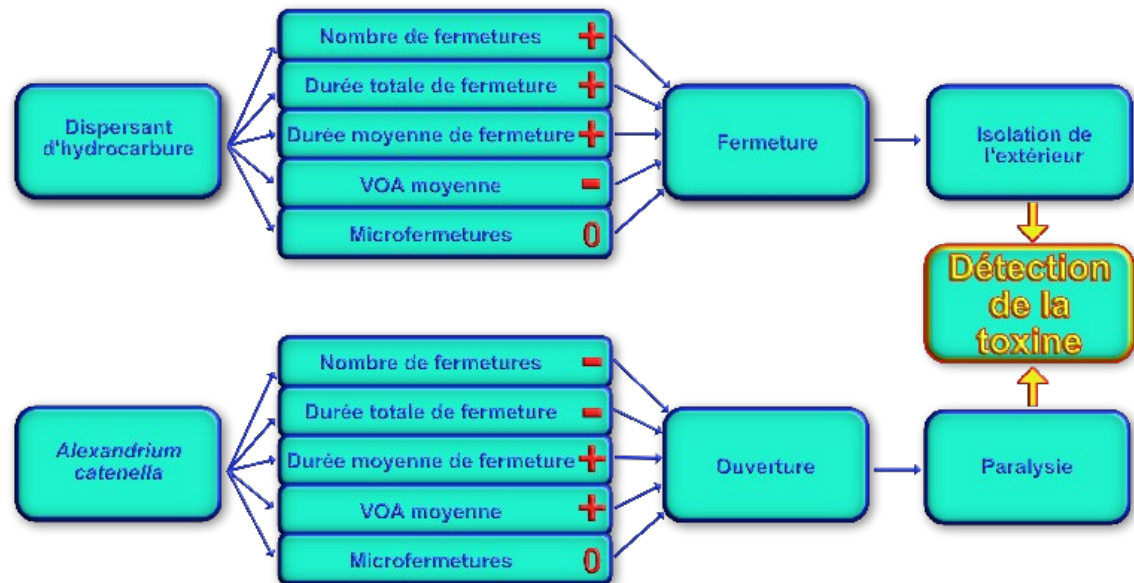 Dispersant
d'hydrocarbure
Nombre de fermetures +
Durée totale de fermeture +
Durée moyenne de fermeture +
VOA moyenne -
Microfermetures 0
Fermeture
Isolation de
l'extérieur
Détection
de la
toxine
Alexandrium
catenella
Nombre de fermetures -
Durée totale de fermeture -
Durée moyenne de fermeture +
VOA moyenne +
Microfermetures 0
Ouverture
Paralysie